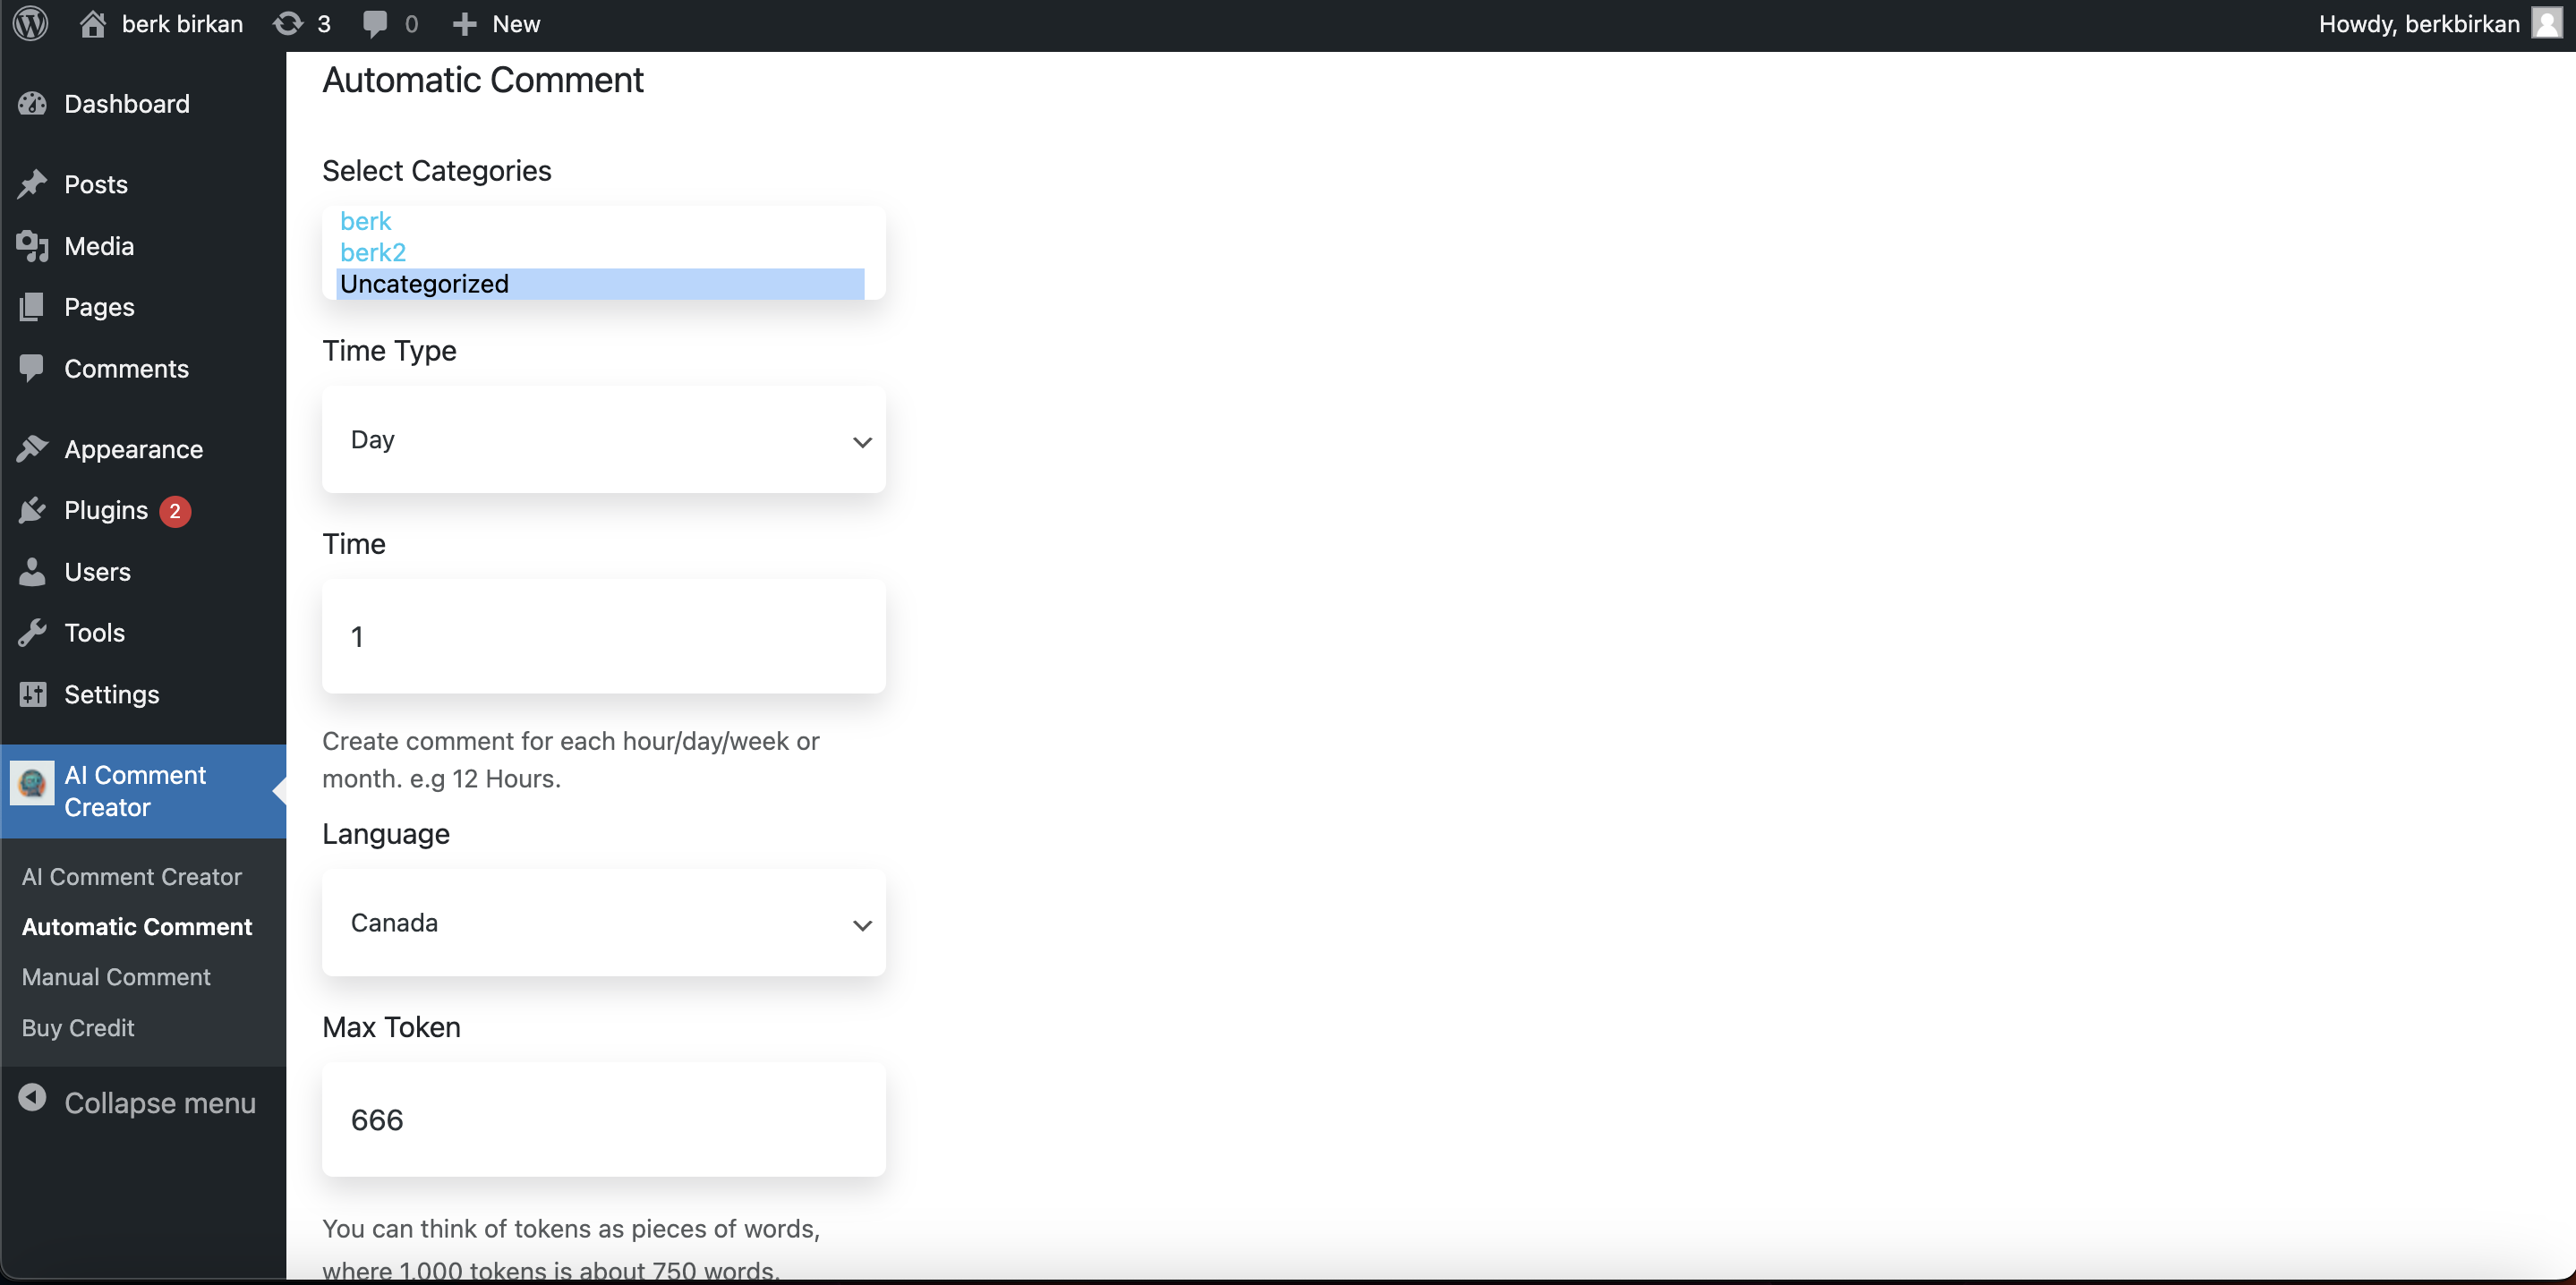 berk birkan 3 0 New Howdy, berkbirkan
Dashboard
Posts
Media
Pages
Comments
Appearance
Plugins 2
Users
Tools
Settings
AI Comment
Creator
AI Comment Creator
Automatic Comment
Manual Comment
Buy Credit
Collapse menu
Automatic Comment
Select Categories
berk
berk2
Uncategorized
Time Type
Day
Time
1
Create comment for each hour/day/week or
month. e.g 12 Hours.
Language
Canada
Max Token
666
You can think of tokens as pieces of words,
where 1,000 tokens is about 750 words.